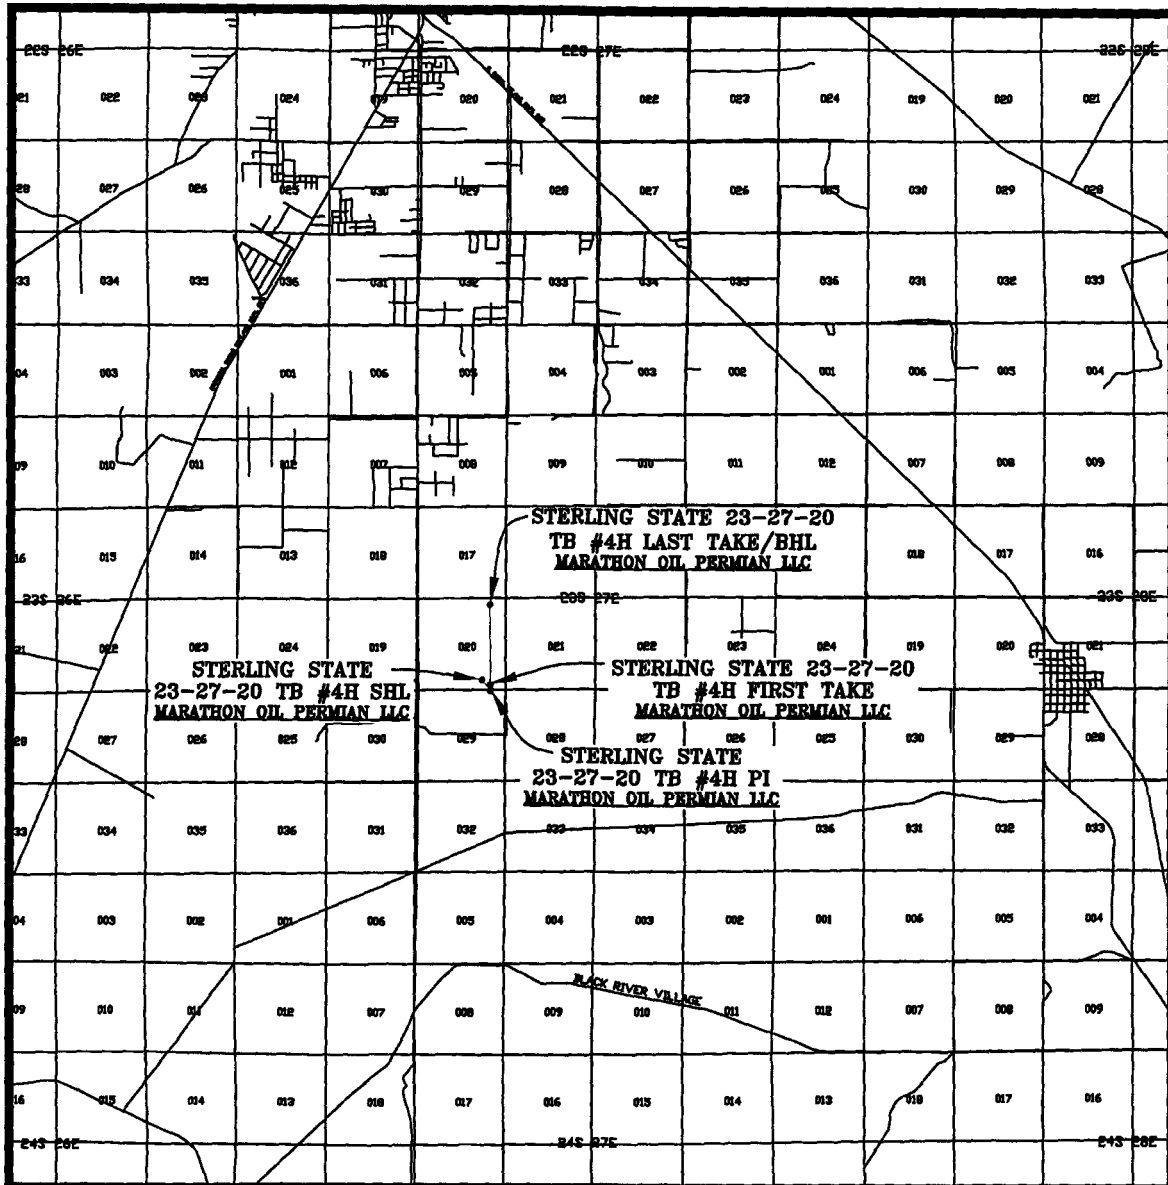 22S 26E 22S 27E 22S 28E
021 022 023 024 019 020 021 022 023 024 019 020 021
028 027 026 025 030 029 028 027 026 025 030 029 028
033 034 035 036 031 032 033 034 035 036 031 032 033
04 003 002 001 006 005 004 003 002 001 006 005 004
09 010 011 012 007 008 009 010 011 012 007 008 009
16 015 014 013 018 017 018 017 016
STERLING STATE 23-27-20
TB #4H LAST TAKE/BHL
MARATHON OIL PERMIAN LLC
23S 26E 23S 27E 23S 28E
21 022 023 024 019 020 021 022 023 024 019 020 021
STERLING STATE
23-27-20 TB #4H SHL
MARATHON OIL PERMIAN LLC
STERLING STATE 23-27-20
TB #4H FIRST TAKE
MARATHON OIL PERMIAN LLC
028 027 026 025 030 029 028 027 026 025 030 029 028
STERLING STATE
23-27-20 TB #4H PI
MARATHON OIL PERMIAN LLC
33 034 035 036 031 032 033 034 035 036 031 032 033
04 003 002 001 006 005 004 003 002 001 006 005 004
BLACK RIVER VILLAGE
09 010 011 012 007 008 009 010 011 012 007 008 009
16 015 014 013 018 017 016 015 014 013 018 017 016
24S 26E 24S 27E 24S 28E